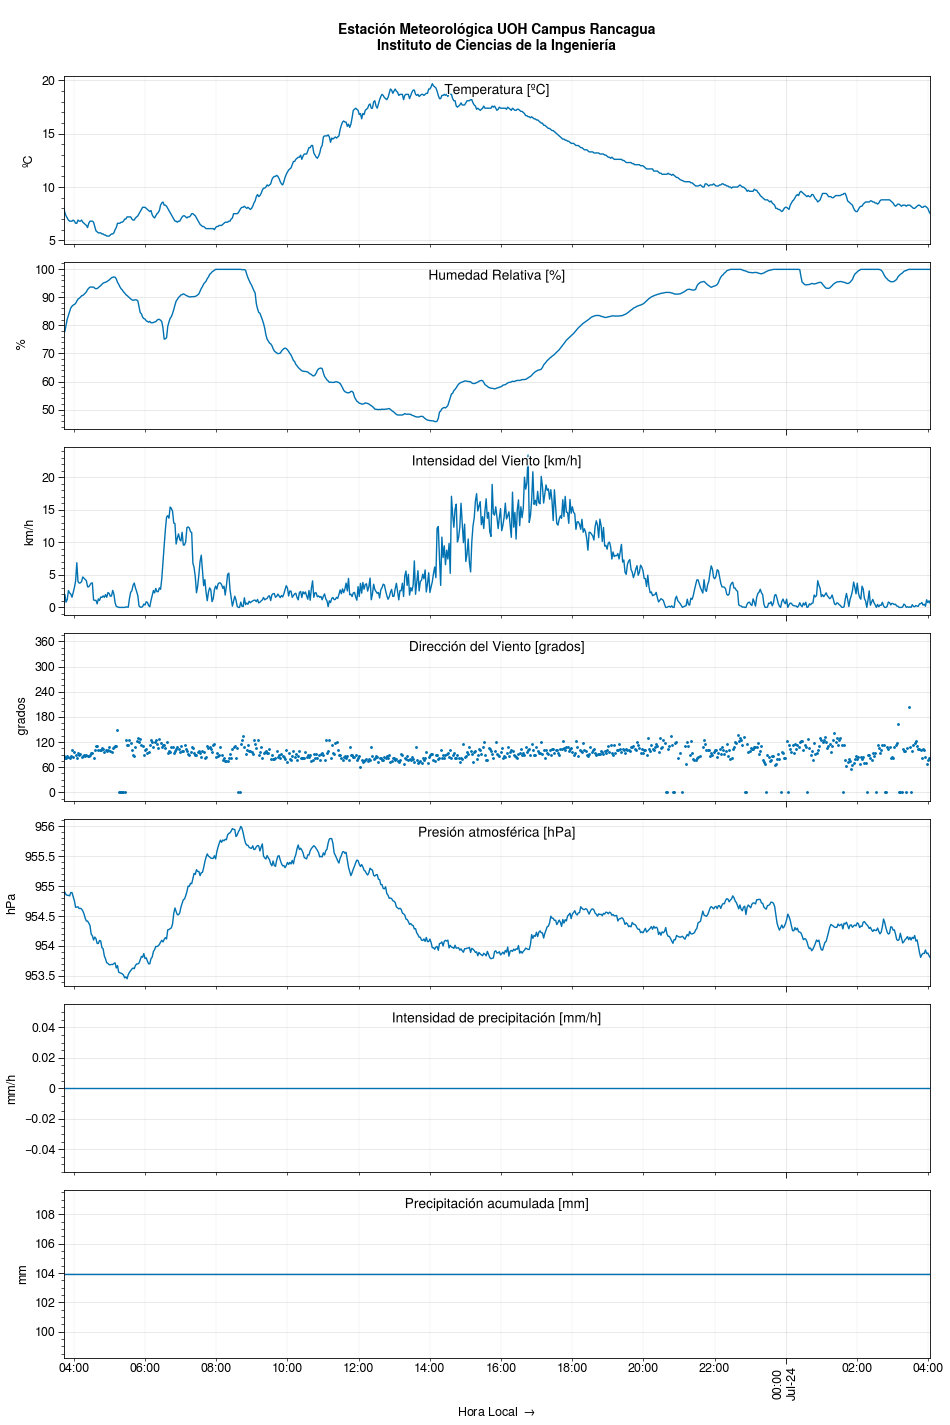 Estación Meteorológica UOH Campus Rancagua
Instituto de Ciencias de la Ingeniería
Temperatura [ºC]
ºC
20
15
10
5
Humedad Relativa [%]
%
100
90
80
70
60
50
Intensidad del Viento [km/h]
km/h
20
15
10
5
0
Dirección del Viento [grados]
grados
360
300
240
180
120
60
0
Presión atmosférica [hPa]
hPa
956
955.5
955
954.5
954
953.5
Intensidad de precipitación [mm/h]
mm/h
0.04
0.02
0
−0.02
−0.04
Precipitación acumulada [mm]
mm
108
106
104
102
100
04:00 06:00 08:00 10:00 12:00 14:00 16:00 18:00 20:00 22:00 00:00 02:00 04:00
Jul-24
Hora Local →